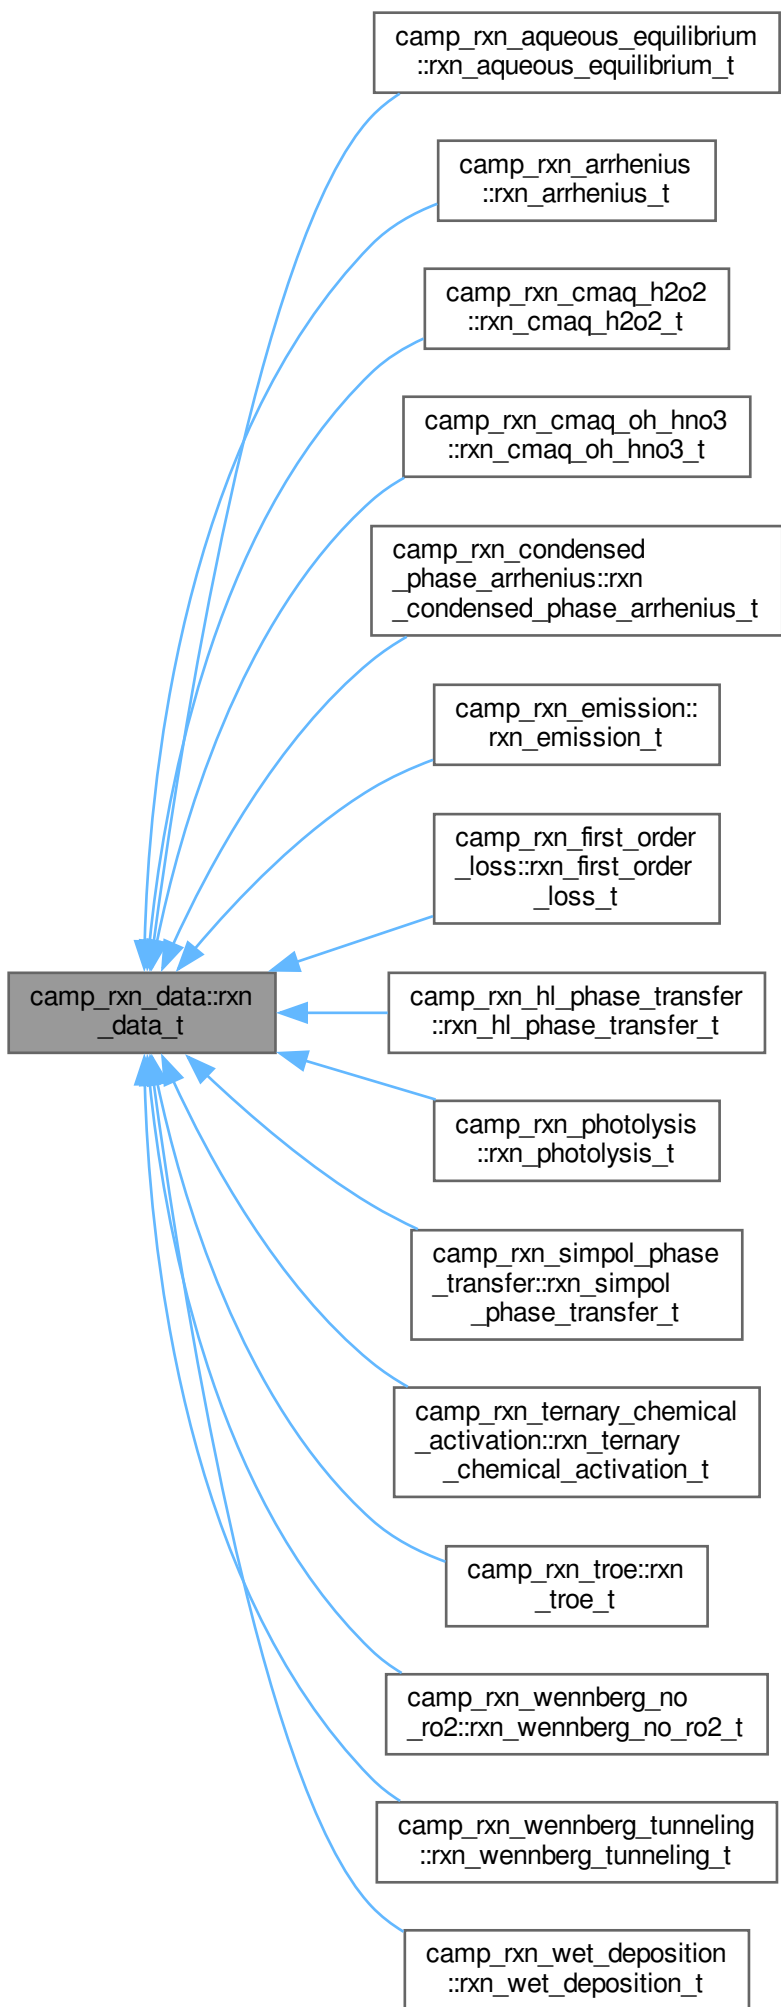 camp_rxn_aqueous_equilibrium
::rxn_aqueous_equilibrium_t
camp_rxn_arrhenius
::rxn_arrhenius_t
camp_rxn_cmaq_h2o2
::rxn_cmaq_h2o2_t
camp_rxn_cmaq_oh_hno3
::rxn_cmaq_oh_hno3_t
camp_rxn_condensed
_phase_arrhenius::rxn
_condensed_phase_arrhenius_t
camp_rxn_emission::
rxn_emission_t
camp_rxn_first_order
_loss::rxn_first_order
_loss_t
camp_rxn_data::rxn
_data_t
camp_rxn_hl_phase_transfer
::rxn_hl_phase_transfer_t
camp_rxn_photolysis
::rxn_photolysis_t
camp_rxn_simpol_phase
_transfer::rxn_simpol
_phase_transfer_t
camp_rxn_ternary_chemical
_activation::rxn_ternary
_chemical_activation_t
camp_rxn_troe::rxn
_troe_t
camp_rxn_wennberg_no
_ro2::rxn_wennberg_no_ro2_t
camp_rxn_wennberg_tunneling
::rxn_wennberg_tunneling_t
camp_rxn_wet_deposition
::rxn_wet_deposition_t